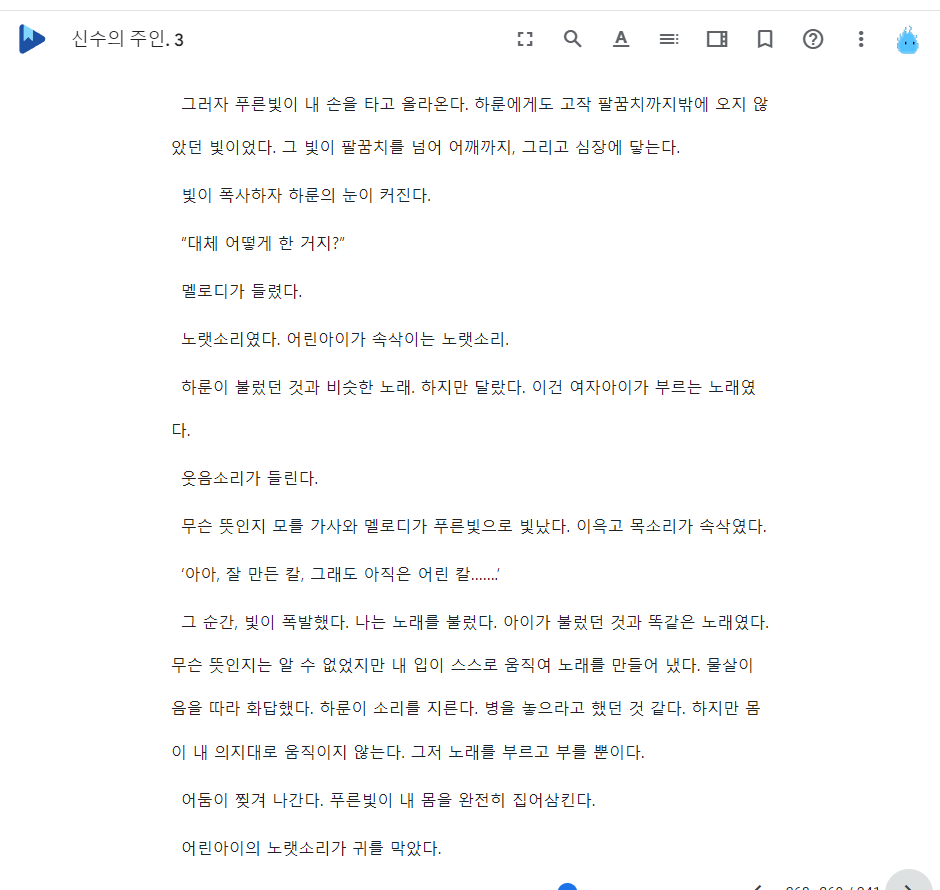 신수의 주인. 3
그러자 푸른빛이 내 손을 타고 올라온다. 하룬에게도 고작 팔꿈치까지밖에 오지 않
았던 빛이었다. 그 빛이 팔꿈치를 넘어 어깨까지, 그리고 심장에 닿는다.
빛이 폭사하자 하룬의 눈이 커진다.
“대체 어떻게 한 거지?”
멜로디가 들렸다.
노랫소리였다. 어린아이가 속삭이는 노랫소리.
하룬이 불렀던 것과 비슷한 노래. 하지만 달랐다. 이건 여자아이가 부르는 노래였
다.
웃음소리가 들린다.
무슨 뜻인지 모를 가사와 멜로디가 푸른빛으로 빛났다. 이윽고 목소리가 속삭였다.
‘아아, 잘 만든 칼, 그래도 아직은 어린 칼…….’
그 순간, 빛이 폭발했다. 나는 노래를 불렀다. 아이가 불렀던 것과 똑같은 노래였다.
무슨 뜻인지는 알 수 없었지만 내 입이 스스로 움직여 노래를 만들어 냈다. 물살이
음을 따라 화답했다. 하룬이 소리를 지른다. 병을 놓으라고 했던 것 같다. 하지만 몸
이 내 의지대로 움직이지 않는다. 그저 노래를 부르고 부를 뿐이다.
어둠이 찢겨 나간다. 푸른빛이 내 몸을 완전히 집어삼킨다.
어린아이의 노랫소리가 귀를 막았다.